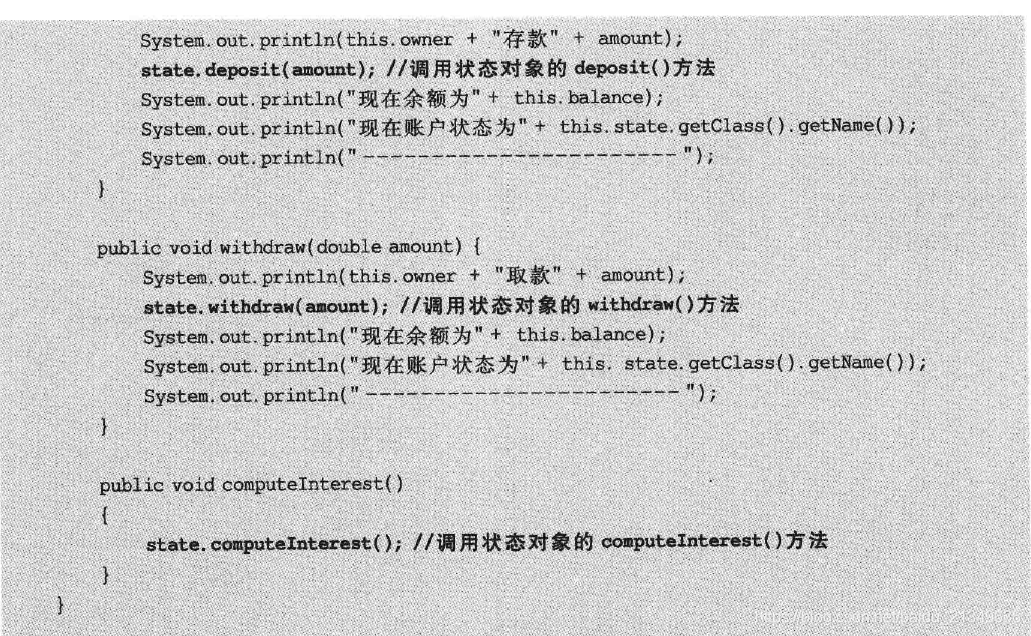 System.out.println(this.owner + "存款" + amount);
state.deposit(amount); //调用状态对象的 deposit()方法
System.out.println("现在余额为"+ this.balance);
System.out.println("现在账户状态为"+ this.state.getClass().getName());
System.out.println("-----------------------");
}
public void withdraw(double amount) {
System.out.println(this.owner + "取款" + amount);
state.withdraw(amount); //调用状态对象的 withdraw()方法
System.out.println("现在余额为"+ this.balance);
System.out.println("现在账户状态为"+ this. state.getClass().getName());
System.out.println("-----------------------");
}
public void computeInterest()
{
state.computeInterest(); //调用状态对象的 computeInterest()方法
}
}